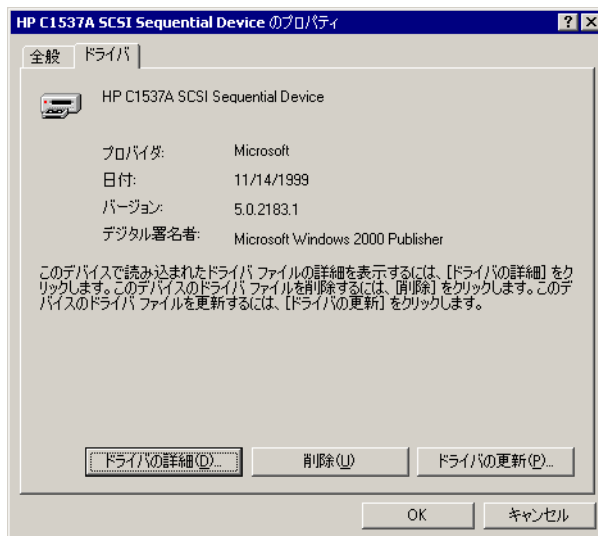 HP C1537A SCSI Sequential Device のプロパティ
全般 ドライバ
HP C1537A SCSI Sequential Device
プロバイダ: Microsoft
日付: 11/14/1999
バージョン: 5.0.2183.1
デジタル署名者: Microsoft Windows 2000 Publisher
このデバイスで読み込まれたドライバ ファイルの詳細を表示するには、[ドライバの詳細] をク
リックします。このデバイスのドライバ ファイルを削除するには、[削除] をクリックします。このデ
バイスのドライバ ファイルを更新するには、[ドライバの更新] をクリックします。
ドライバの詳細(D)... 削除(U) ドライバの更新(P)...
OK キャンセル